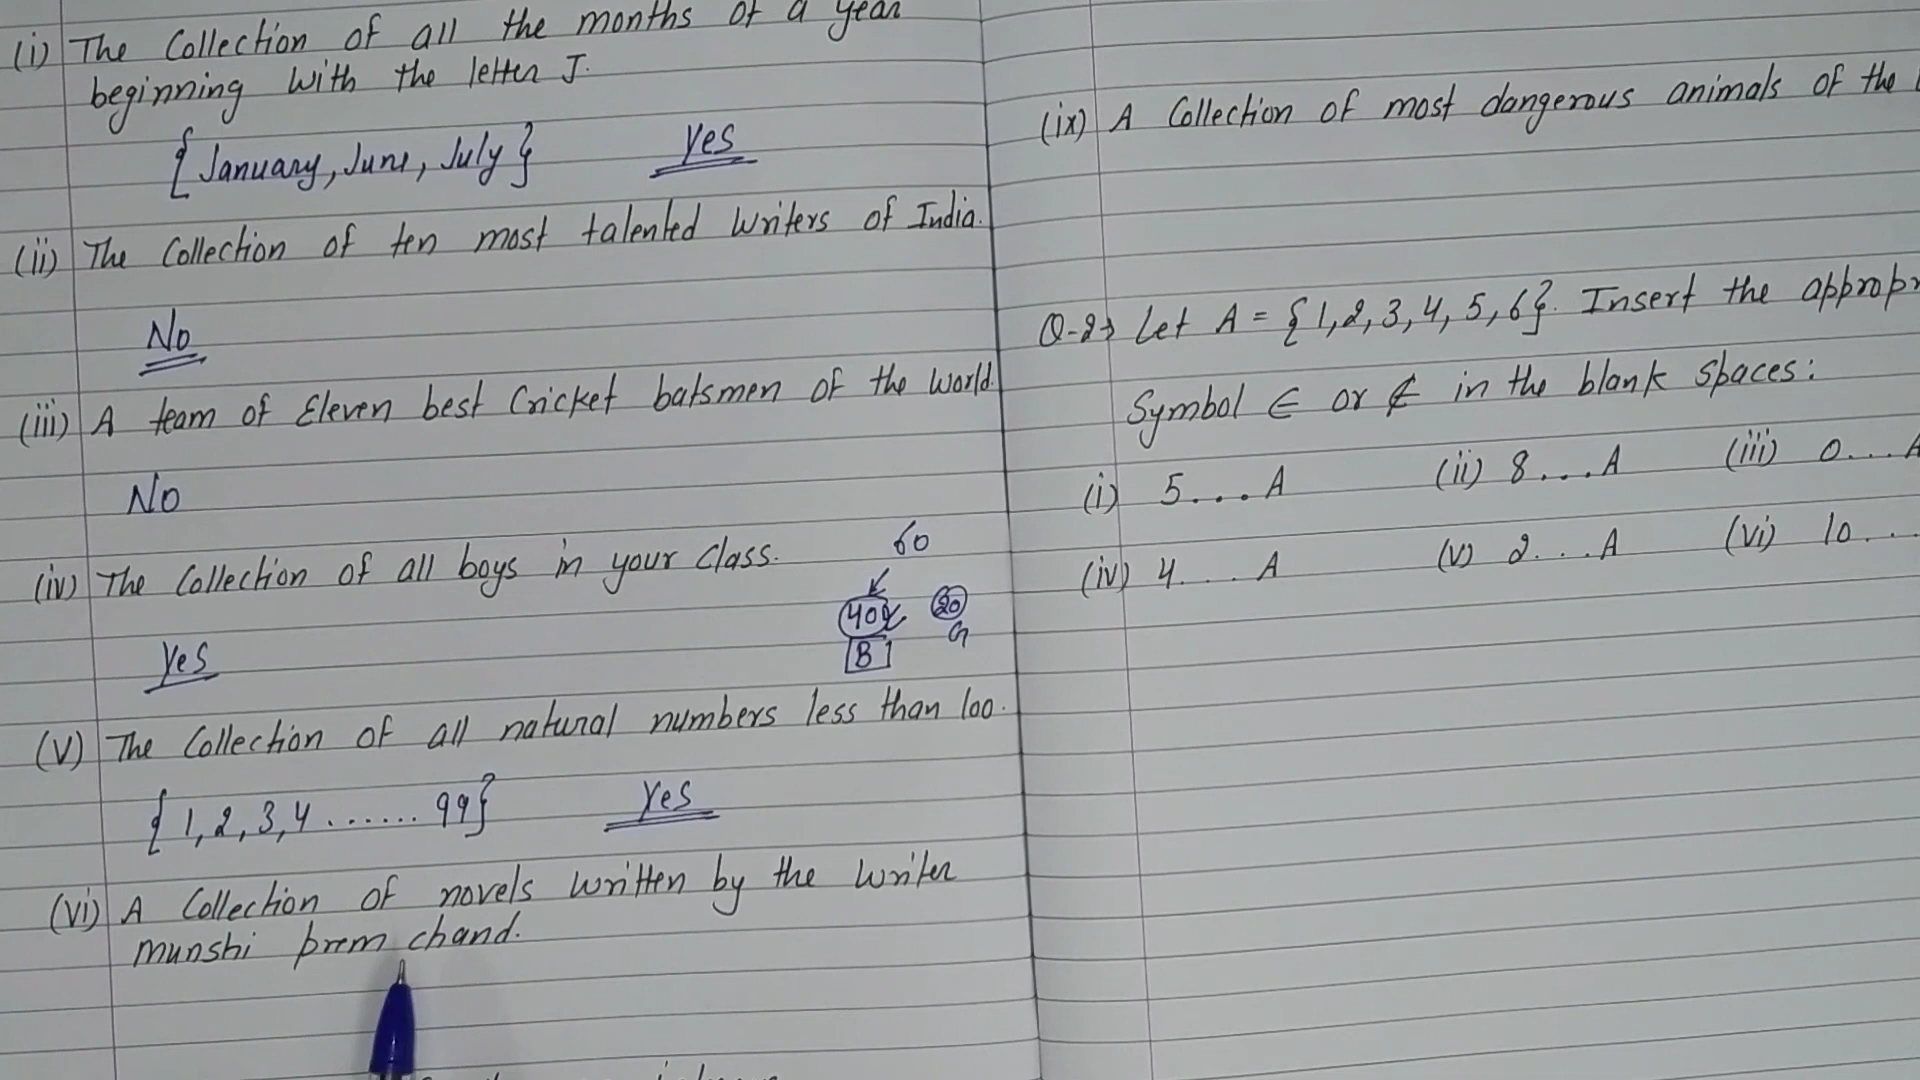 (i) The Collection of all the months of a year
beginning with the letter J.
{January, June, July} Yes
(ii) The Collection of ten most talented writers of India.
No
(iii) A team of Eleven best Cricket batsmen of the world.
No
(iv) The Collection of all boys in your class.
60
40 20
B G
Yes
(v) The Collection of all natural numbers less than 100.
{1,2,3,4.......99} Yes
(vi) A Collection of novels written by the writer
munshi prem chand.
(ix) A Collection of most dangerous animals of the
Q-2→ Let A = {1,2,3,4,5,6}. Insert the appropr
Symbol ∈ or ∉ in the blank spaces:
(i) 5....A (ii) 8....A (iii) 0...A
(iv) 4....A (v) 2....A (vi) 10...